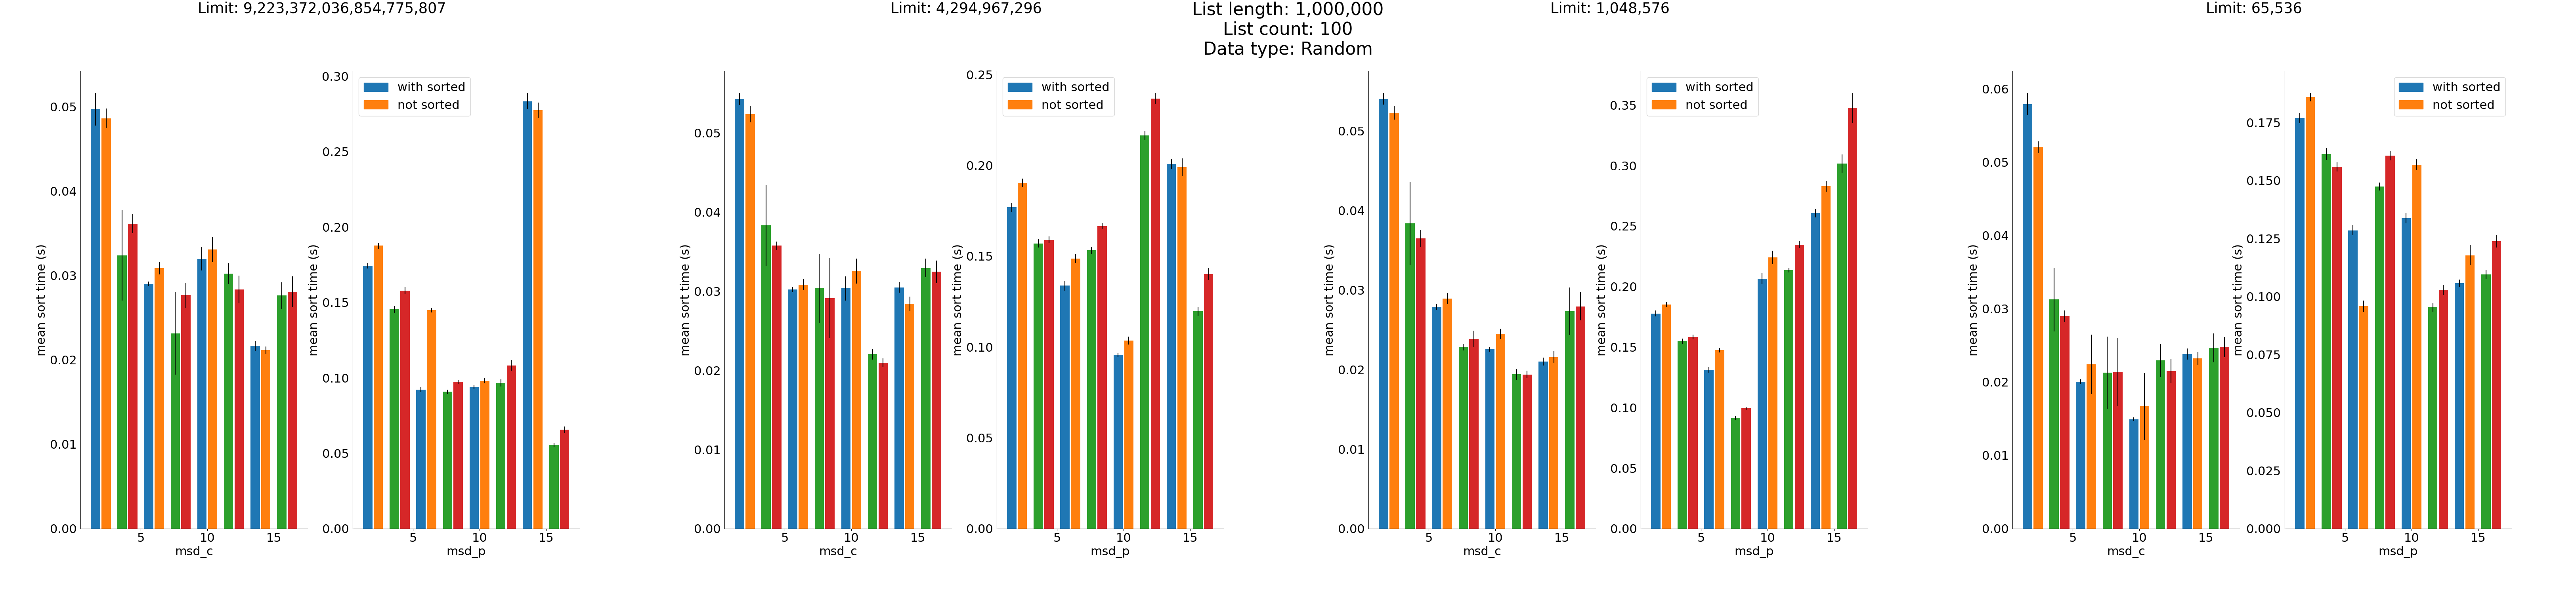 List length: 1,000,000
List count: 100
Data type: Random
Limit: 9,223,372,036,854,775,807
mean sort time (s)
0.05
0.04
0.03
0.02
0.01
0.00
5 10 15
msd_c
mean sort time (s)
0.30
0.25
0.20
0.15
0.10
0.05
0.00
with sorted
not sorted
5 10 15
msd_p
Limit: 4,294,967,296
mean sort time (s)
0.05
0.04
0.03
0.02
0.01
0.00
5 10 15
msd_c
mean sort time (s)
0.25
0.20
0.15
0.10
0.05
0.00
with sorted
not sorted
5 10 15
msd_p
Limit: 1,048,576
mean sort time (s)
0.05
0.04
0.03
0.02
0.01
0.00
5 10 15
msd_c
mean sort time (s)
0.35
0.30
0.25
0.20
0.15
0.10
0.05
0.00
with sorted
not sorted
5 10 15
msd_p
Limit: 65,536
mean sort time (s)
0.06
0.05
0.04
0.03
0.02
0.01
0.00
5 10 15
msd_c
mean sort time (s)
0.175
0.150
0.125
0.100
0.075
0.050
0.025
0.000
with sorted
not sorted
5 10 15
msd_p